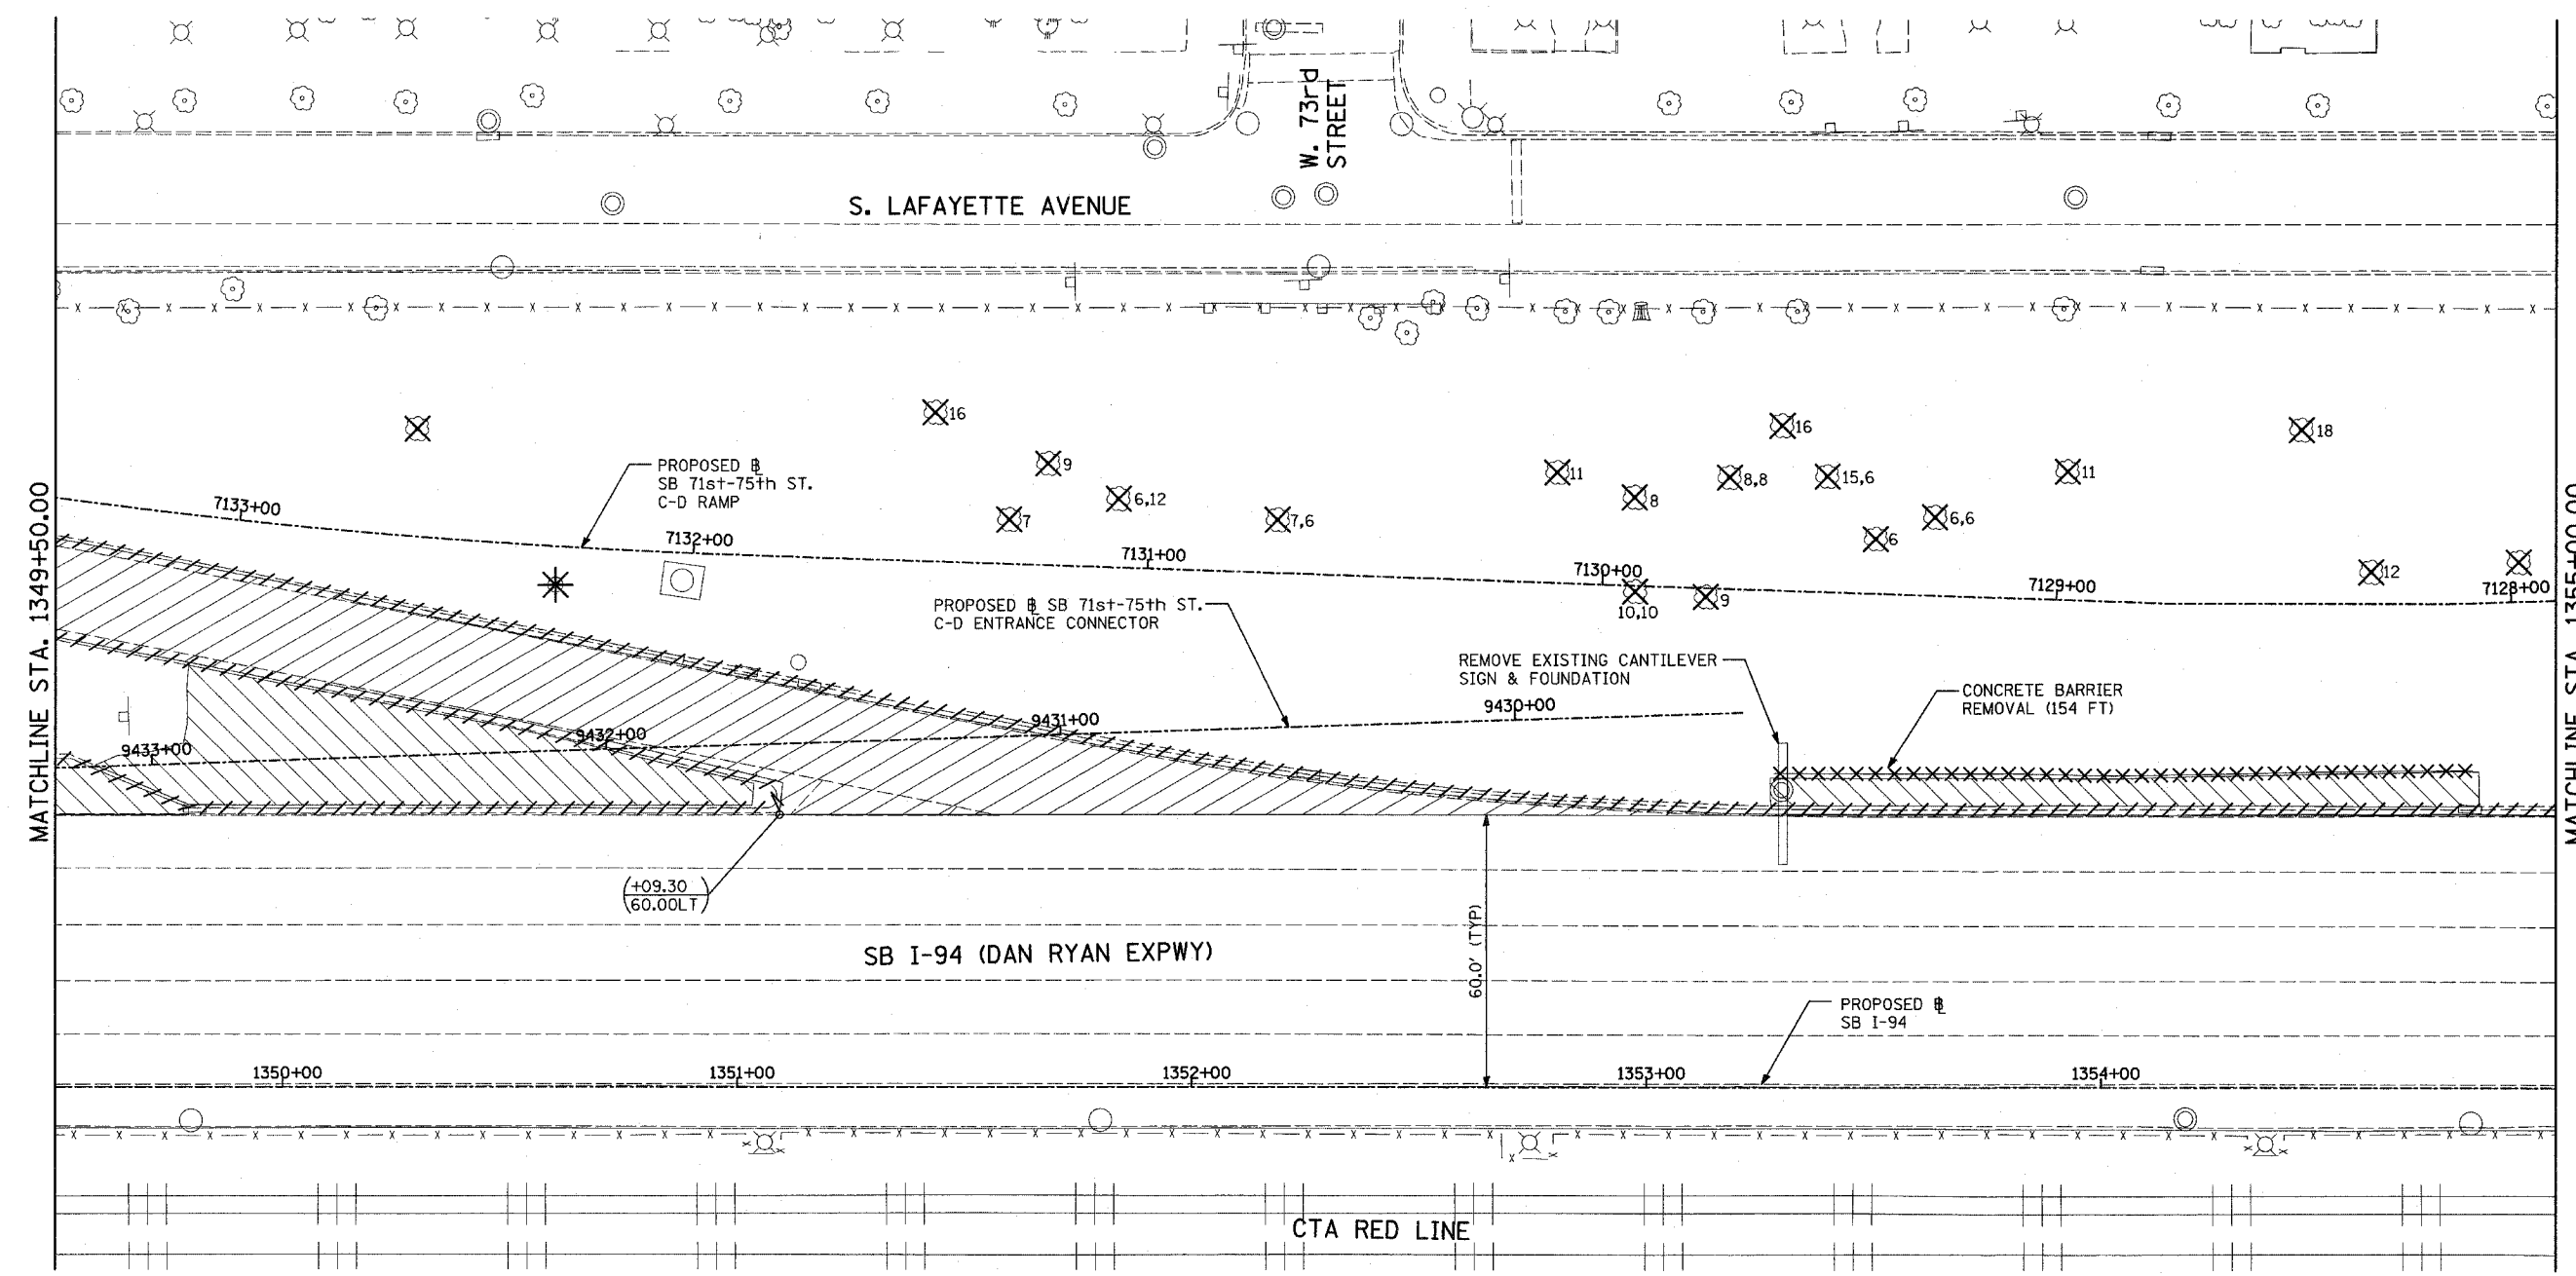 W. 73rd
STREET
S. LAFAYETTE AVENUE
MATCHLINE STA. 1349+50.00
MATCHLINE STA. 1355+00.00
16
9
6,12
7
7,6
11
8
16
8,8
15,6
6
6,6
11
18
12
10,10
9
PROPOSED ℄
SB 71st-75th ST.
C-D RAMP
7133+00
7132+00
7131+00
7130+00
7129+00
7128+00
PROPOSED ℄ SB 71st-75th ST.
C-D ENTRANCE CONNECTOR
REMOVE EXISTING CANTILEVER
SIGN & FOUNDATION
CONCRETE BARRIER
REMOVAL (154 FT)
9433+00
9432+00
9431+00
9430+00
+09.30
60.00LT
60.0' (TYP)
SB I-94 (DAN RYAN EXPWY)
PROPOSED ℄
SB I-94
1350+00
1351+00
1352+00
1353+00
1354+00
CTA RED LINE